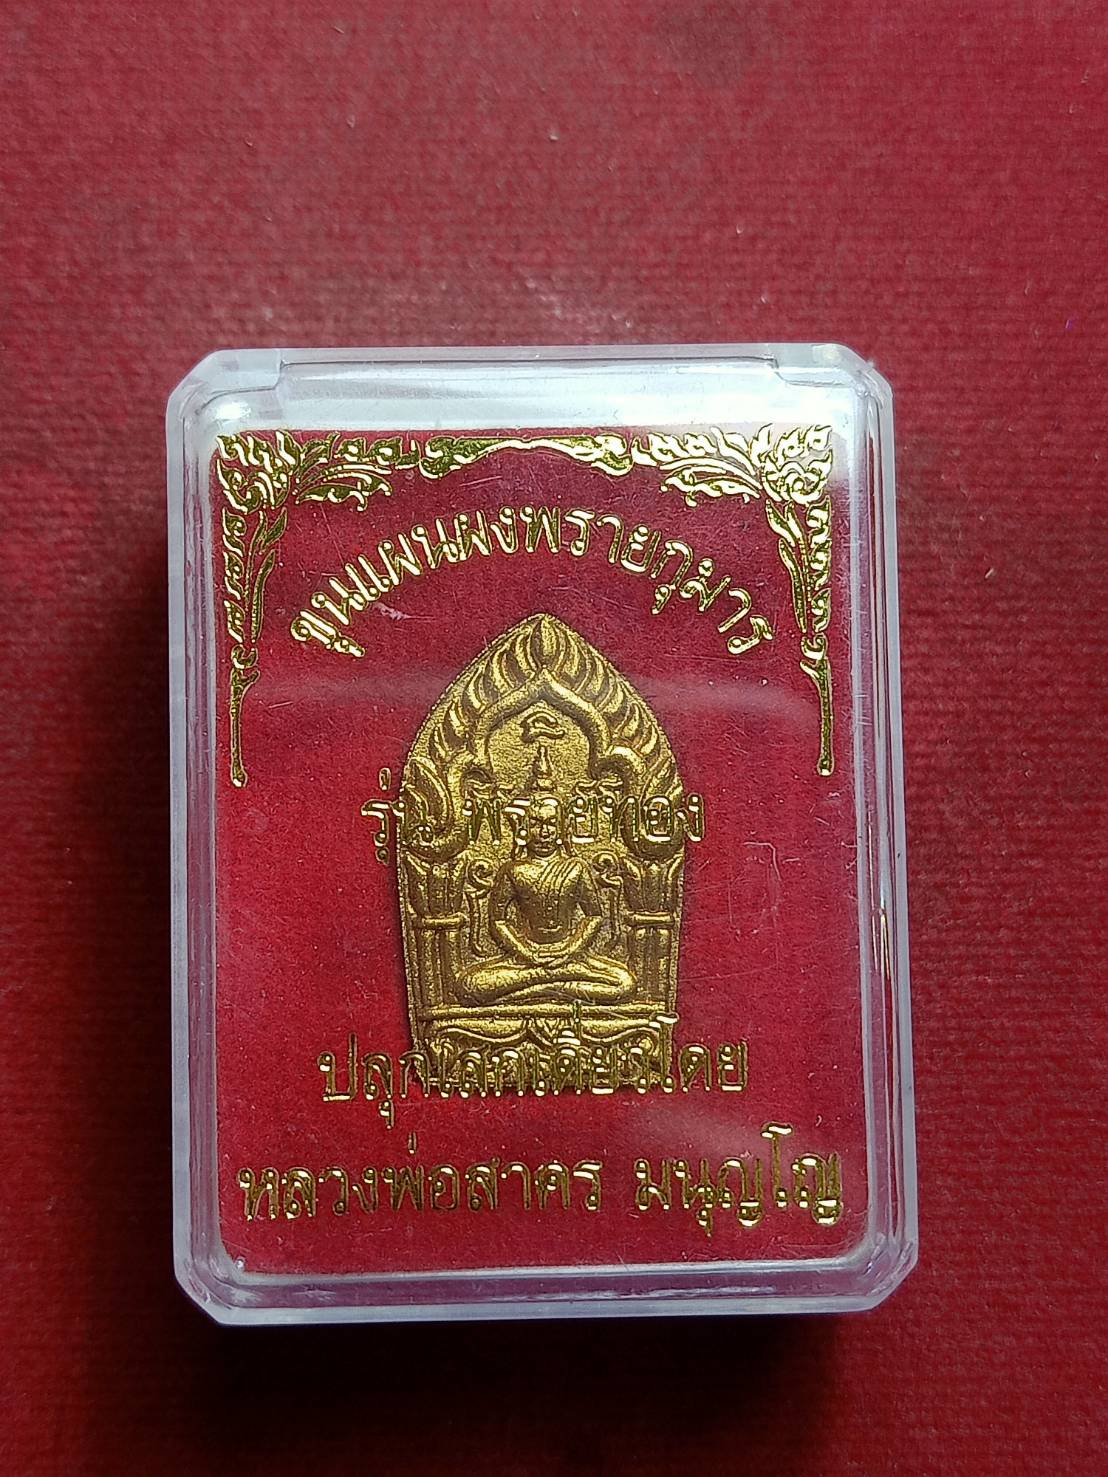 ขุนแผนผงพรายกุมาร
รุ่น พรายทอง
ปลุกเสกเดี่ยวโดย
หลวงพ่อสาคร มนุญโญ